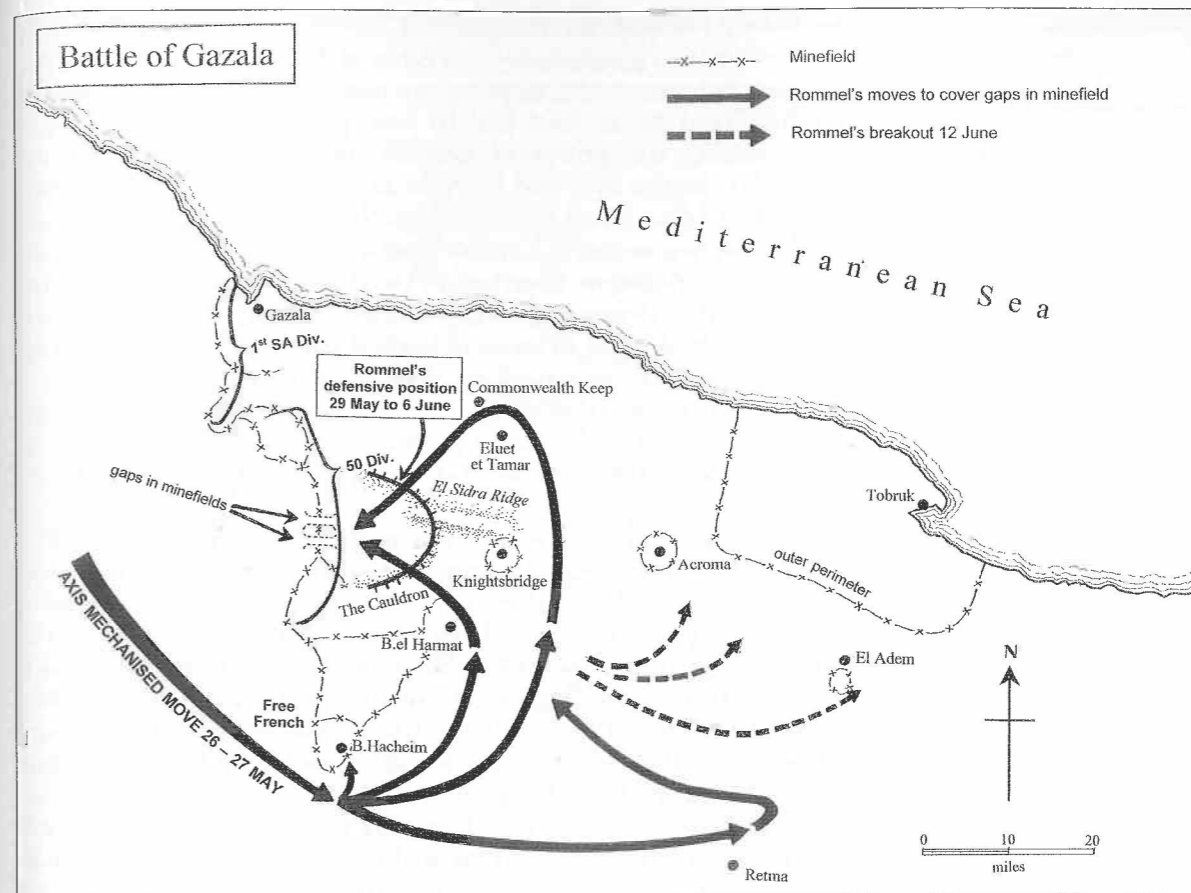 Battle of Gazala
Minefield
Rommel's moves to cover gaps in minefield
Rommel's breakout 12 June
Mediterranean Sea
Gazala
1st SA Div.
Rommel's
defensive position
29 May to 6 June
Commonwealth Keep
Eluet
et Tamar
50 Div.
El Sidra Ridge
gaps in minefields
Tobruk
Knightsbridge
Acroma
outer perimeter
The Cauldron
B.el Harmat
AXIS MECHANISED MOVE 26 – 27 MAY
El Adem
N
Free
French
B.Hacheim
Retma
0 10 20
miles